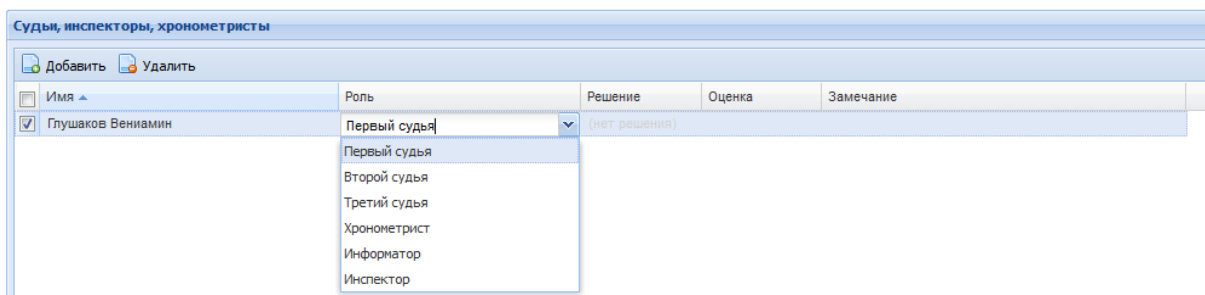 Судьи, инспекторы, хронометристы
Добавить Удалить
Имя Роль Решение Оценка Замечание
Глушаков Вениамин Первый судья (нет решения)
Первый судья
Второй судья
Третий судья
Хронометрист
Информатор
Инспектор